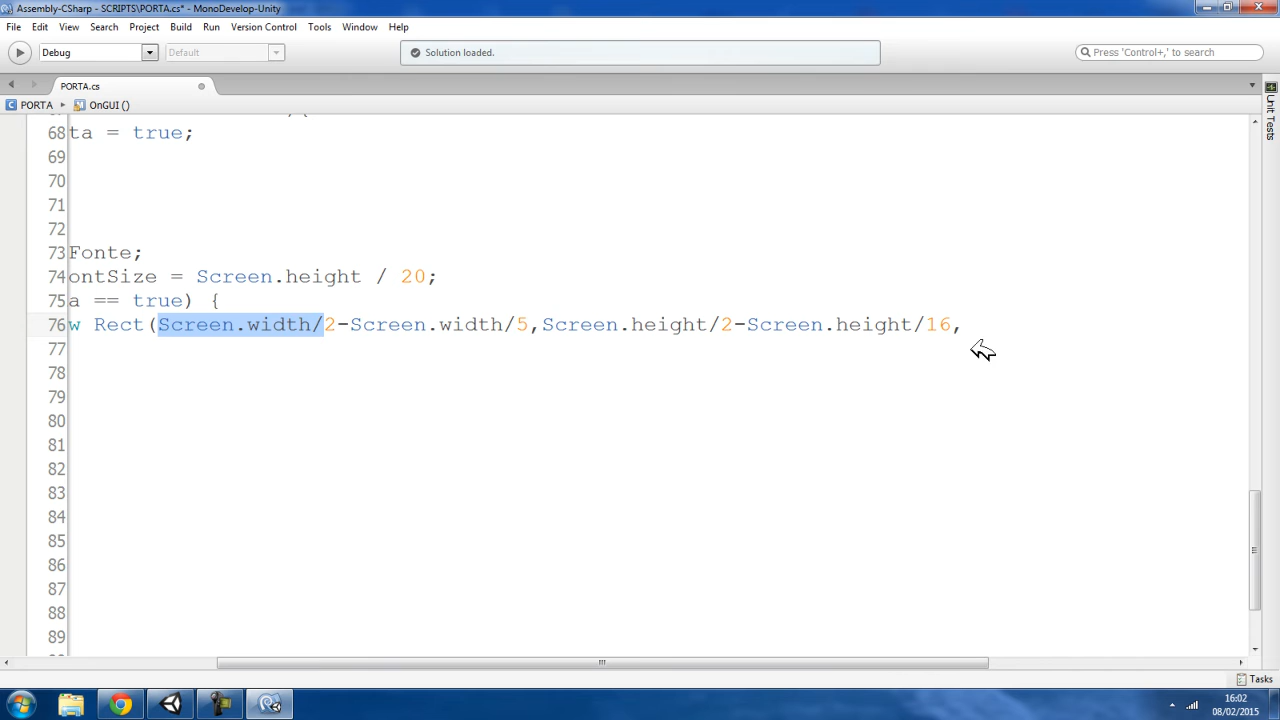 Assembly-CSharp - SCRIPTS\PORTA.cs* - MonoDevelop-Unity
File Edit View Search Project Build Run Version Control Tools Window Help
Debug Default Solution loaded. Press 'Control+,' to search
PORTA.cs
PORTA OnGUI ()
Unit Tests
68 ta = true;
69
70
71
72
73 Fonte;
74 ontSize = Screen.height / 20;
75 a == true) {
76 w Rect(Screen.width/2-Screen.width/5,Screen.height/2-Screen.height/16,
77
78
79
80
81
82
83
84
85
86
87
88
89
Tasks
16:02
08/02/2015